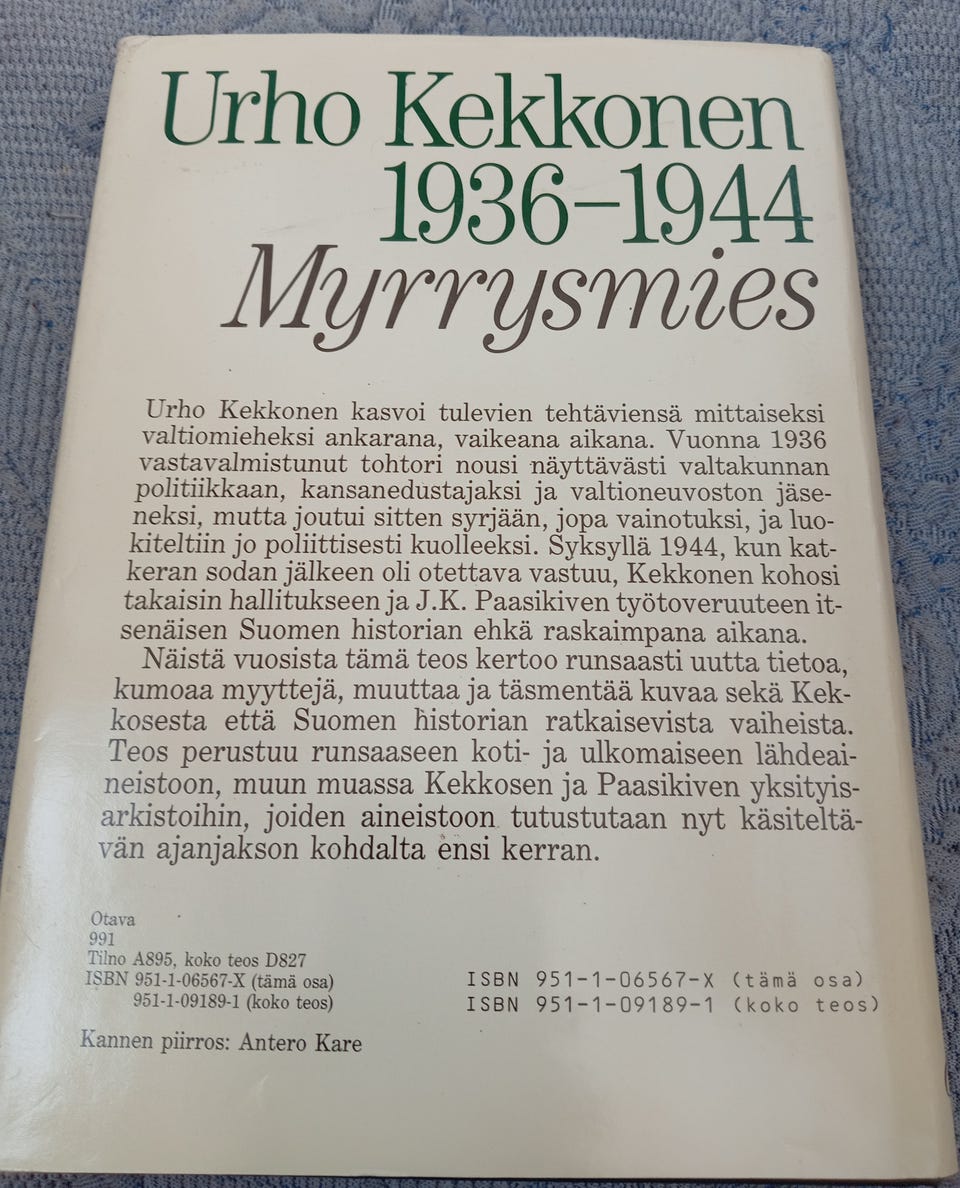 Urho Kekkonen
1936–1944
Myrrysmies
Urho Kekkonen kasvoi tulevien tehtäviensä mittaiseksi
valtiomieheksi ankarana, vaikeana aikana. Vuonna 1936
vastavalmistunut tohtori nousi näyttävästi valtakunnan
politiikkaan, kansanedustajaksi ja valtioneuvoston jäse-
neksi, mutta joutui sitten syrjään, jopa vainotuksi, ja luo-
kiteltiin jo poliittisesti kuolleeksi. Syksyllä 1944, kun kat-
keran sodan jälkeen oli otettava vastuu, Kekkonen kohosi
takaisin hallitukseen ja J.K. Paasikiven työtoveruuteen it-
senäisen Suomen historian ehkä raskaimpana aikana.
Näistä vuosista tämä teos kertoo runsaasti uutta tietoa,
kumoaa myyttejä, muuttaa ja täsmentää kuvaa sekä Kek-
kosesta että Suomen historian ratkaisevista vaiheista.
Teos perustuu runsaaseen koti- ja ulkomaiseen lähdeai-
neistoon, muun muassa Kekkosen ja Paasikiven yksityis-
arkistoihin, joiden aineistoon tutustutaan nyt käsiteltä-
vän ajanjakson kohdalta ensi kerran.
Otava
991
Tilno A895, koko teos D827
ISBN 951-1-06567-X (tämä osa)
951-1-09189-1 (koko teos)
ISBN 951-1-06567-X (tämä osa)
ISBN 951-1-09189-1 (koko teos)
Kannen piirros: Antero Kare